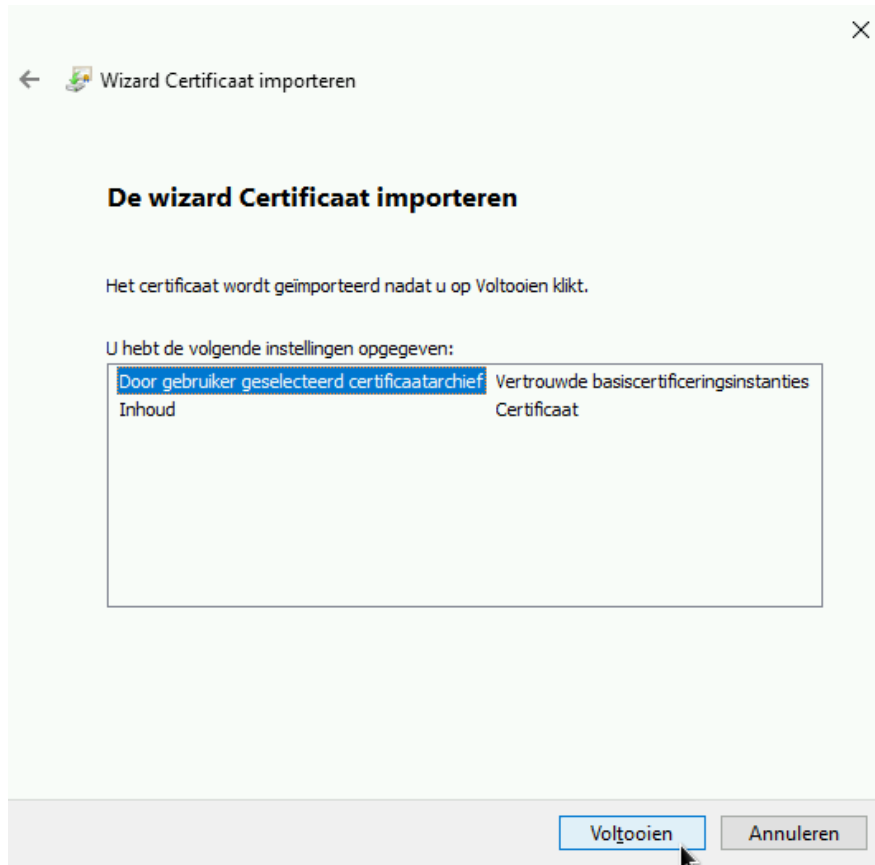 Wizard Certificaat importeren
De wizard Certificaat importeren
Het certificaat wordt geïmporteerd nadat u op Voltooien klikt.
U hebt de volgende instellingen opgegeven:
Door gebruiker geselecteerd certificaatarchief Vertrouwde basiscertificeringsinstanties
Inhoud Certificaat
Voltooien Annuleren